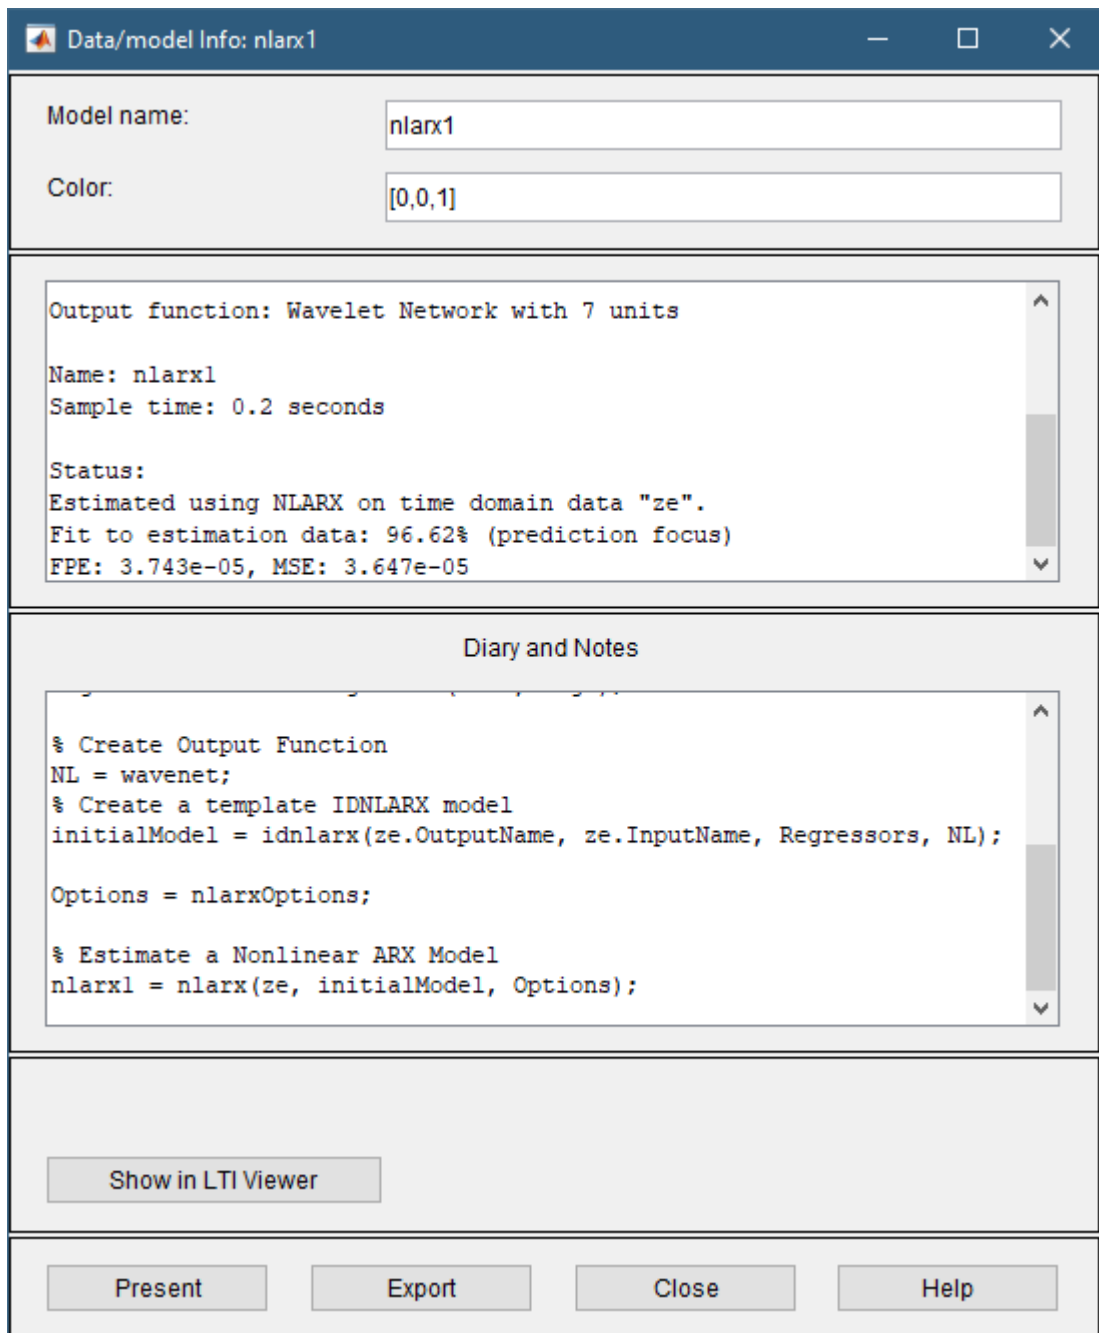 Data/model Info: nlarx1
Model name:
nlarx1
Color:
[0,0,1]
Output function: Wavelet Network with 7 units
Name: nlarx1
Sample time: 0.2 seconds
Status:
Estimated using NLARX on time domain data "ze".
Fit to estimation data: 96.62% (prediction focus)
FPE: 3.743e-05, MSE: 3.647e-05
Diary and Notes
% Create Output Function
NL = wavenet;
% Create a template IDNLARX model
initialModel = idnlarx(ze.OutputName, ze.InputName, Regressors, NL);
Options = nlarxOptions;
% Estimate a Nonlinear ARX Model
nlarx1 = nlarx(ze, initialModel, Options);
Show in LTI Viewer
Present
Export
Close
Help